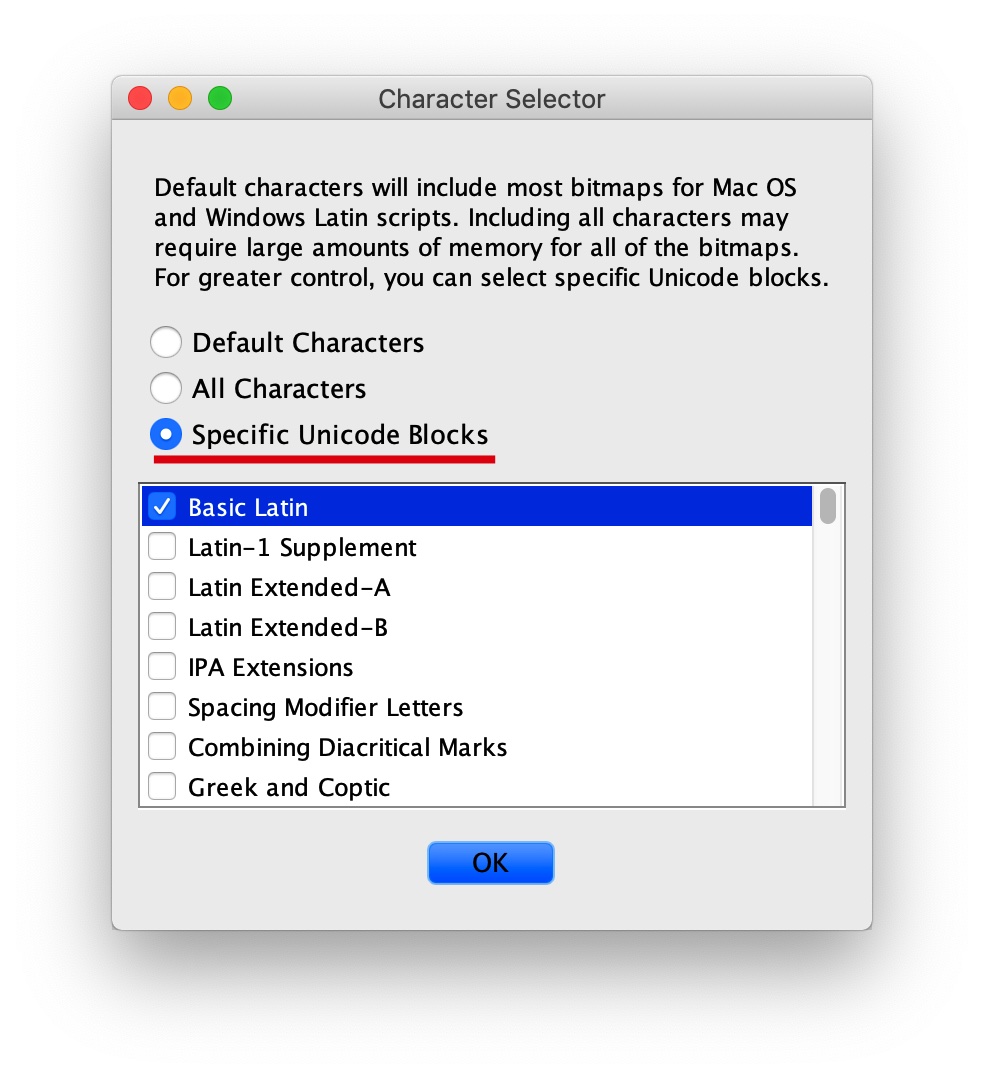 Character Selector
Default characters will include most bitmaps for Mac OS
and Windows Latin scripts. Including all characters may
require large amounts of memory for all of the bitmaps.
For greater control, you can select specific Unicode blocks.
Default Characters
All Characters
Specific Unicode Blocks
Basic Latin
Latin-1 Supplement
Latin Extended-A
Latin Extended-B
IPA Extensions
Spacing Modifier Letters
Combining Diacritical Marks
Greek and Coptic
OK